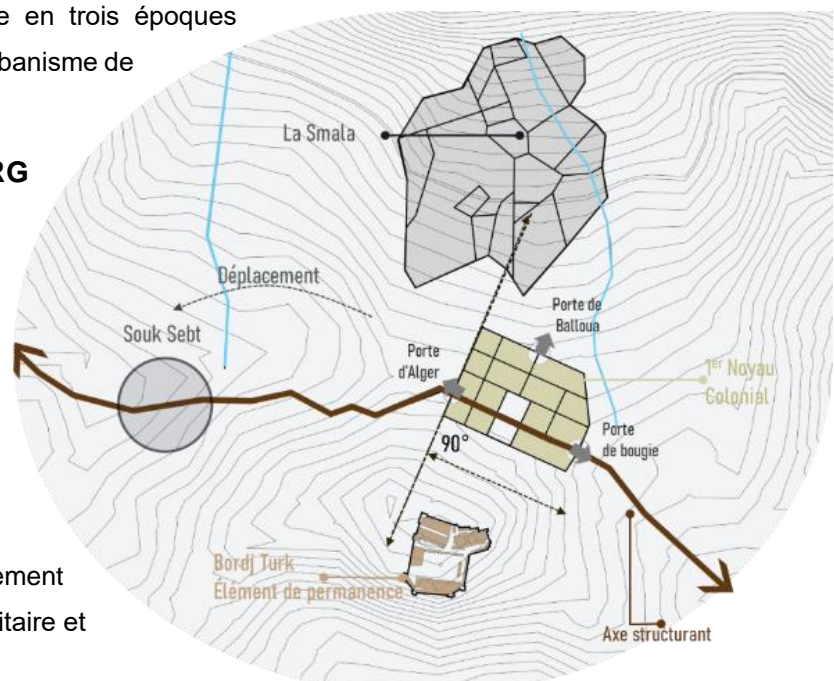 e en trois époques
banisme de
RG
La Smala
Déplacement
Souk Sebt
Porte de
Balloua
Porte
d'Alger
1er Noyau
Colonial
90°
Porte
de bougie
Bordj Turk
Élément de permanence
ement
itaire et
Axe structurant